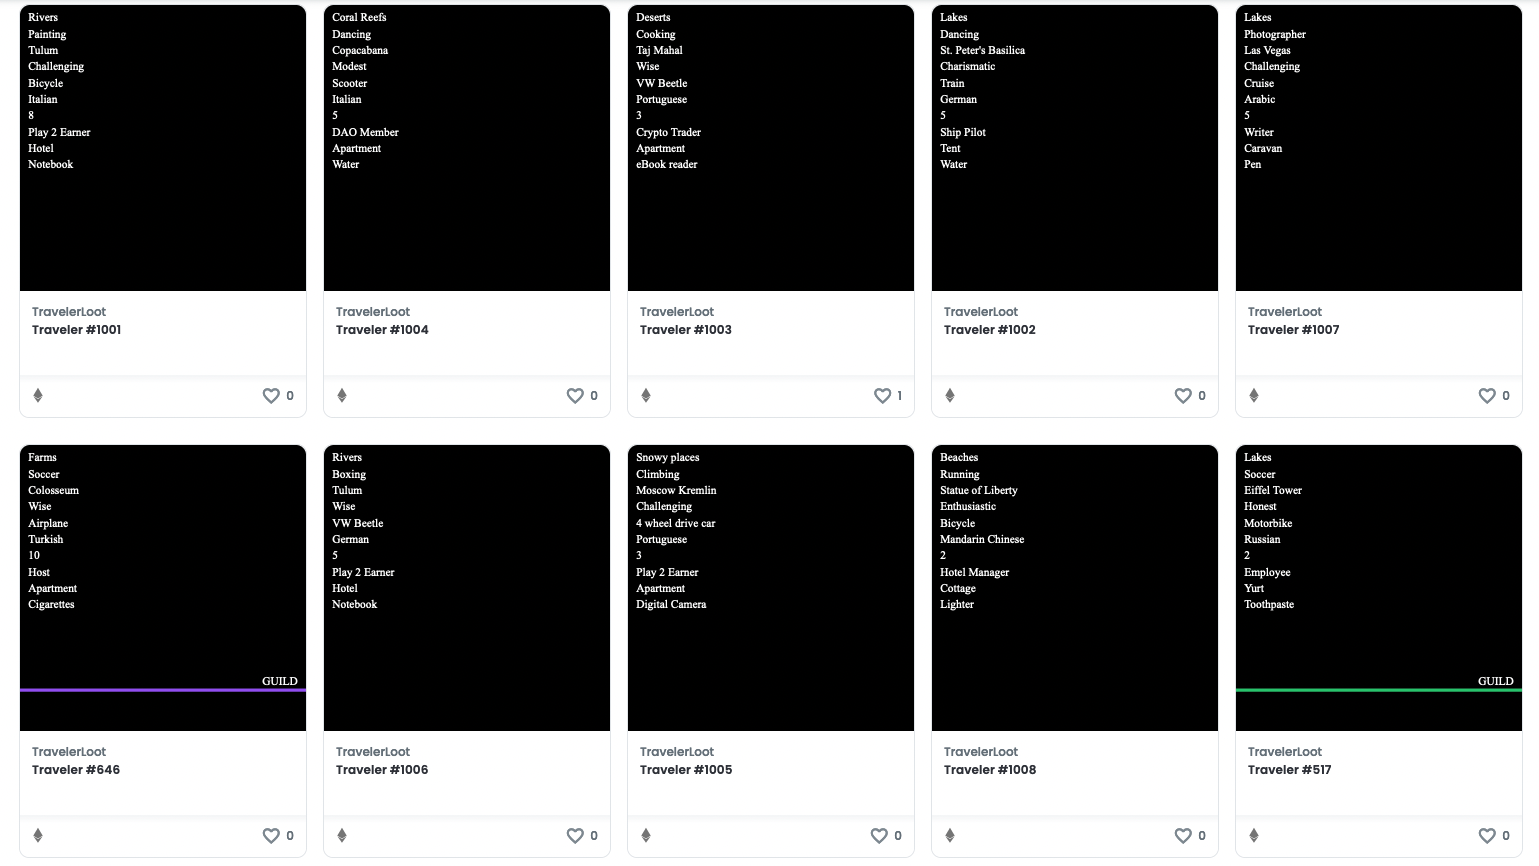 Rivers
Painting
Tulum
Challenging
Bicycle
Italian
8
Play 2 Earner
Hotel
Notebook
TravelerLoot
Traveler #1001
0
Coral Reefs
Dancing
Copacabana
Modest
Scooter
Italian
5
DAO Member
Apartment
Water
TravelerLoot
Traveler #1004
0
Deserts
Cooking
Taj Mahal
Wise
VW Beetle
Portuguese
3
Crypto Trader
Apartment
eBook reader
TravelerLoot
Traveler #1003
1
Lakes
Dancing
St. Peter's Basilica
Charismatic
Train
German
5
Ship Pilot
Tent
Water
TravelerLoot
Traveler #1002
0
Lakes
Photographer
Las Vegas
Challenging
Cruise
Arabic
5
Writer
Caravan
Pen
TravelerLoot
Traveler #1007
0
Farms
Soccer
Colosseum
Wise
Airplane
Turkish
10
Host
Apartment
Cigarettes
GUILD
TravelerLoot
Traveler #646
0
Rivers
Boxing
Tulum
Wise
VW Beetle
German
5
Play 2 Earner
Hotel
Notebook
TravelerLoot
Traveler #1006
0
Snowy places
Climbing
Moscow Kremlin
Challenging
4 wheel drive car
Portuguese
3
Play 2 Earner
Apartment
Digital Camera
TravelerLoot
Traveler #1005
0
Beaches
Running
Statue of Liberty
Enthusiastic
Bicycle
Mandarin Chinese
2
Hotel Manager
Cottage
Lighter
TravelerLoot
Traveler #1008
0
Lakes
Soccer
Eiffel Tower
Honest
Motorbike
Russian
2
Employee
Yurt
Toothpaste
GUILD
TravelerLoot
Traveler #517
0